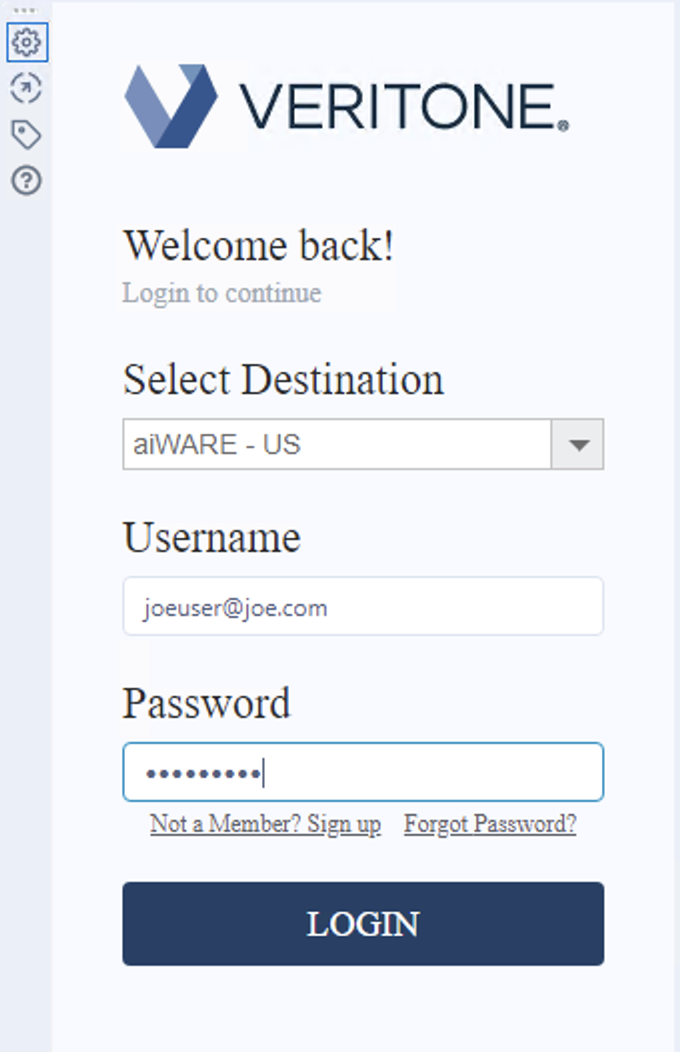 VERITONE®
Welcome back!
Login to continue
Select Destination
aiWARE - US
Username
joeuser@joe.com
Password
•••••••••
Not a Member? Sign up Forgot Password?
LOGIN